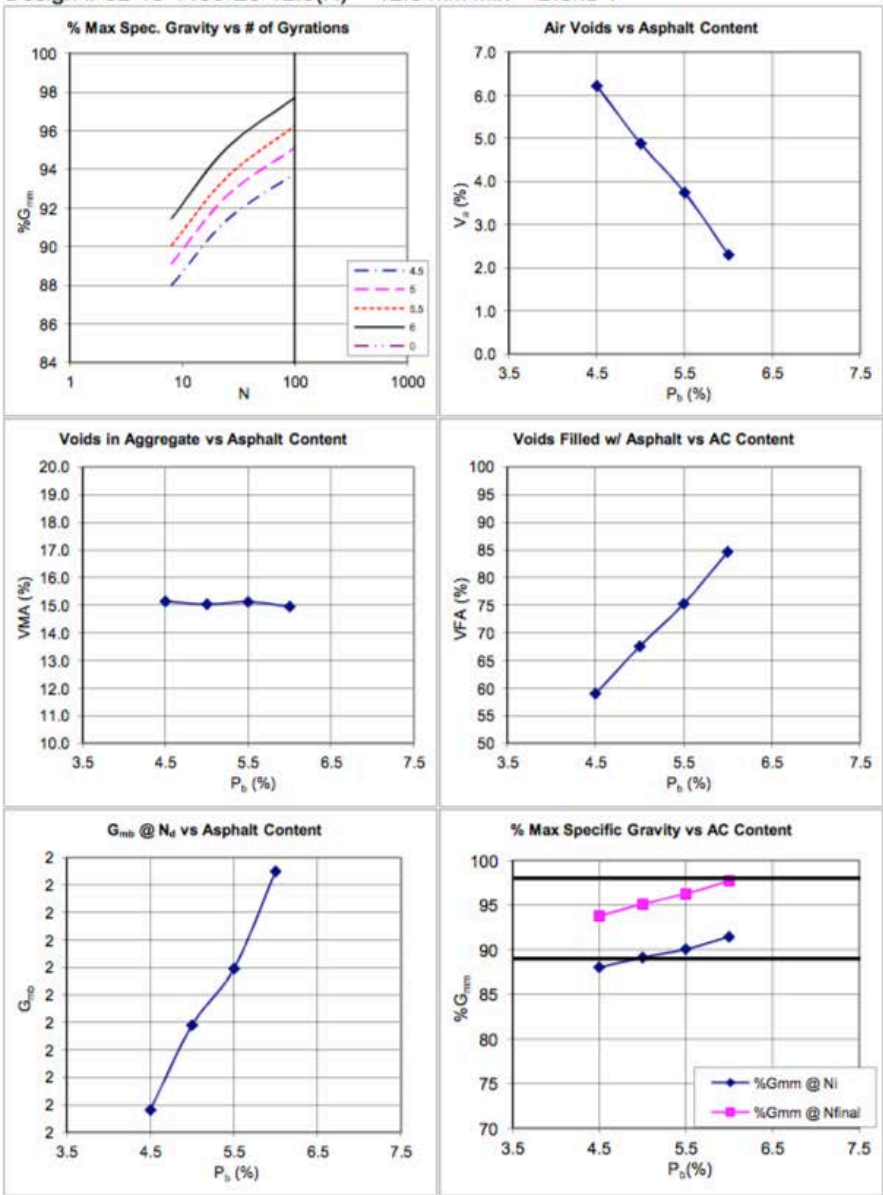 % Max Spec. Gravity vs # of Gyrations
100
98
96
94
92
90
88
86
84
%Gmm
1 10 100 1000
N
4.5
5
5.5
6
0
Air Voids vs Asphalt Content
7.0
6.0
5.0
4.0
3.0
2.0
1.0
0.0
Va (%)
3.5 4.5 5.5 6.5 7.5
Pb (%)
Voids in Aggregate vs Asphalt Content
20.0
19.0
18.0
17.0
16.0
15.0
14.0
13.0
12.0
11.0
10.0
VMA (%)
3.5 4.5 5.5 6.5 7.5
Pb (%)
Voids Filled w/ Asphalt vs AC Content
100
95
90
85
80
75
70
65
60
55
50
VFA (%)
3.5 4.5 5.5 6.5 7.5
Pb (%)
Gmb @ Nd vs Asphalt Content
2
2
2
2
2
2
2
2
2
2
2
Gmb
3.5 4.5 5.5 6.5 7.5
Pb (%)
% Max Specific Gravity vs AC Content
100
95
90
85
80
75
70
%Gmm
3.5 4.5 5.5 6.5 7.5
Pb(%)
%Gmm @ Ni
%Gmm @ Nfinal